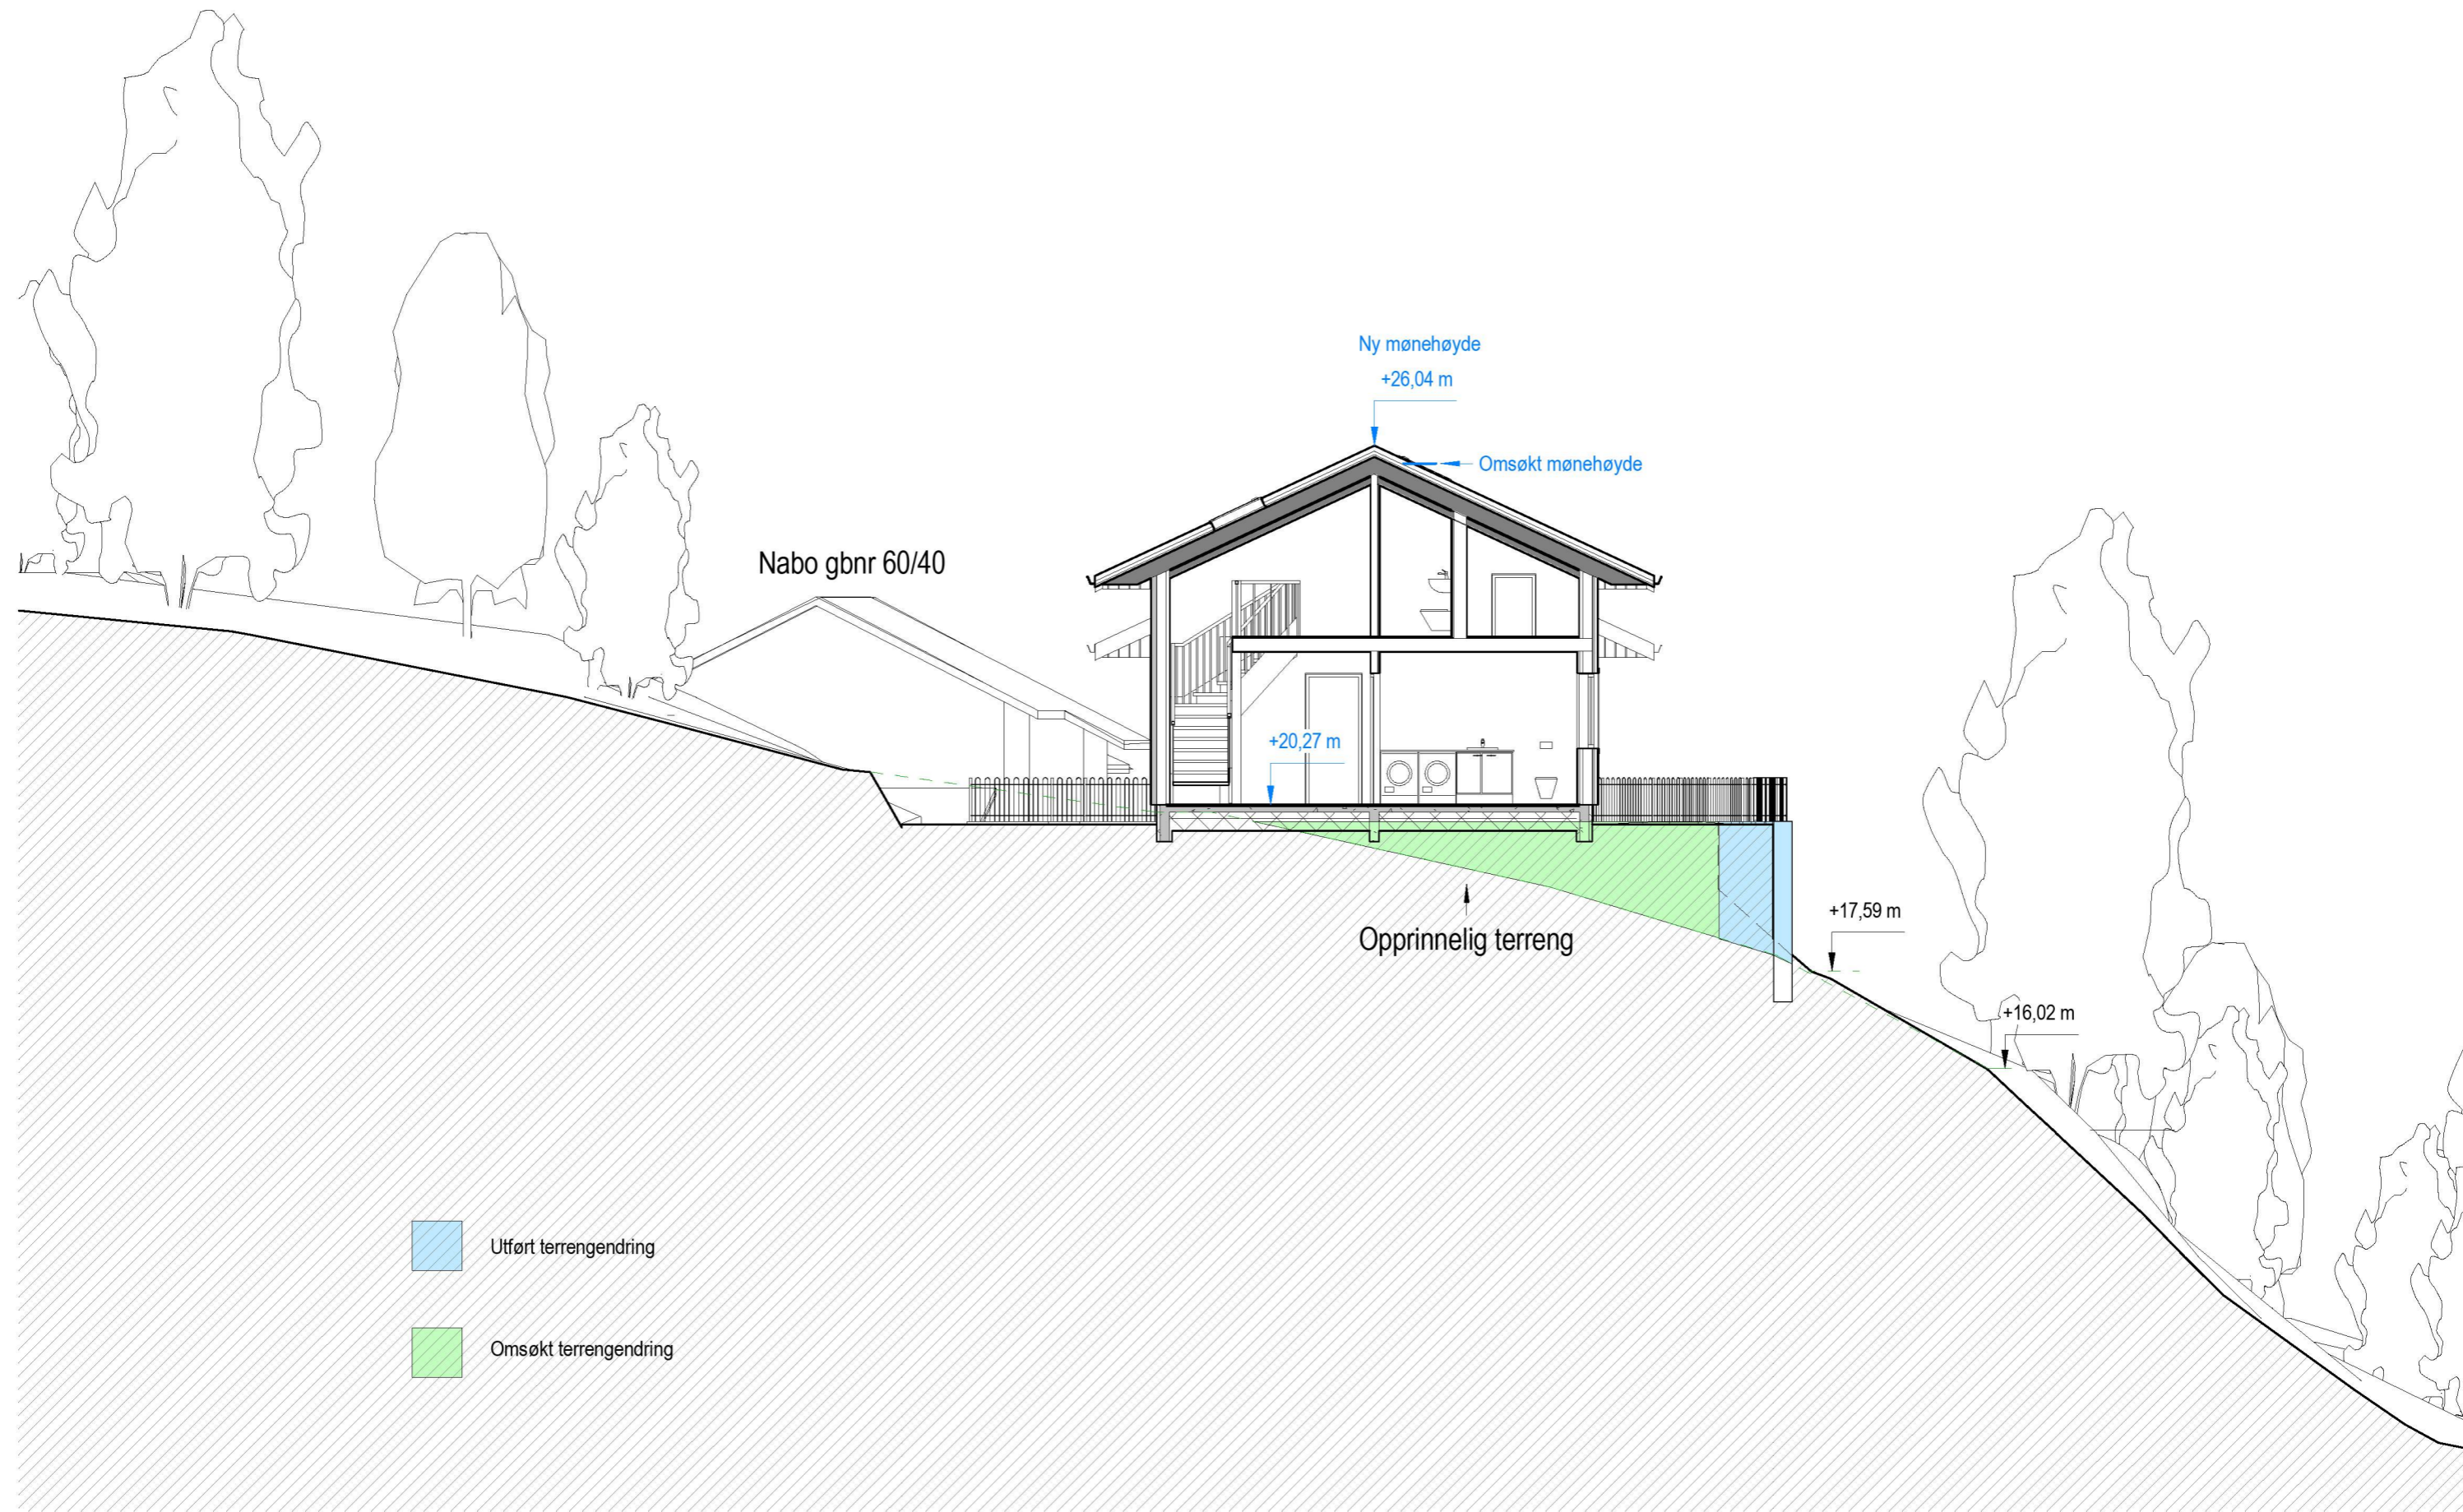 Ny mønehøyde
+26,04 m
Omsøkt mønehøyde
Nabo gbnr 60/40
+20,27 m
+17,59 m
Opprinnelig terreng
+16,02 m
Utført terrengendring
Omsøkt terrengendring